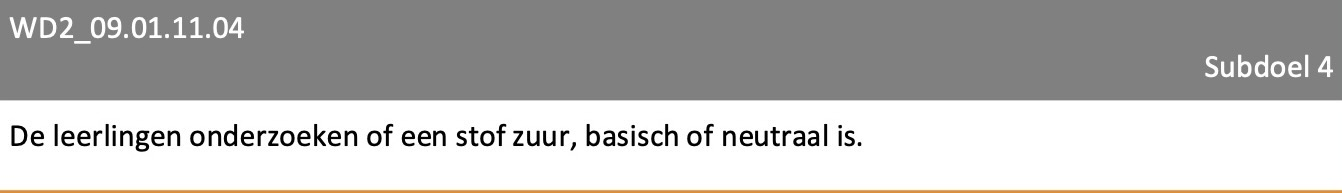 WD2_09.01.11.04
Subdoel 4
De leerlingen onderzoeken of een stof zuur, basisch of neutraal is.